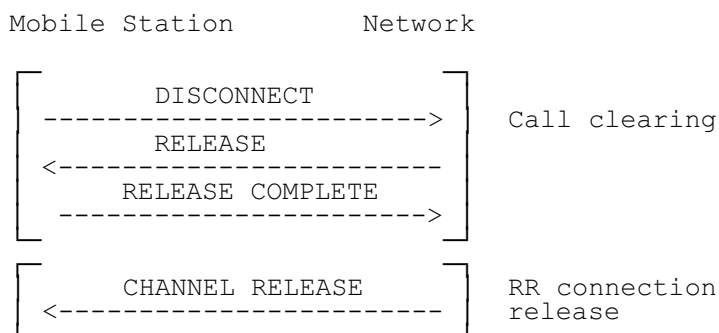 Mobile Station Network
DISCONNECT
Call clearing
RELEASE
RELEASE COMPLETE
CHANNEL RELEASE
RR connection
release